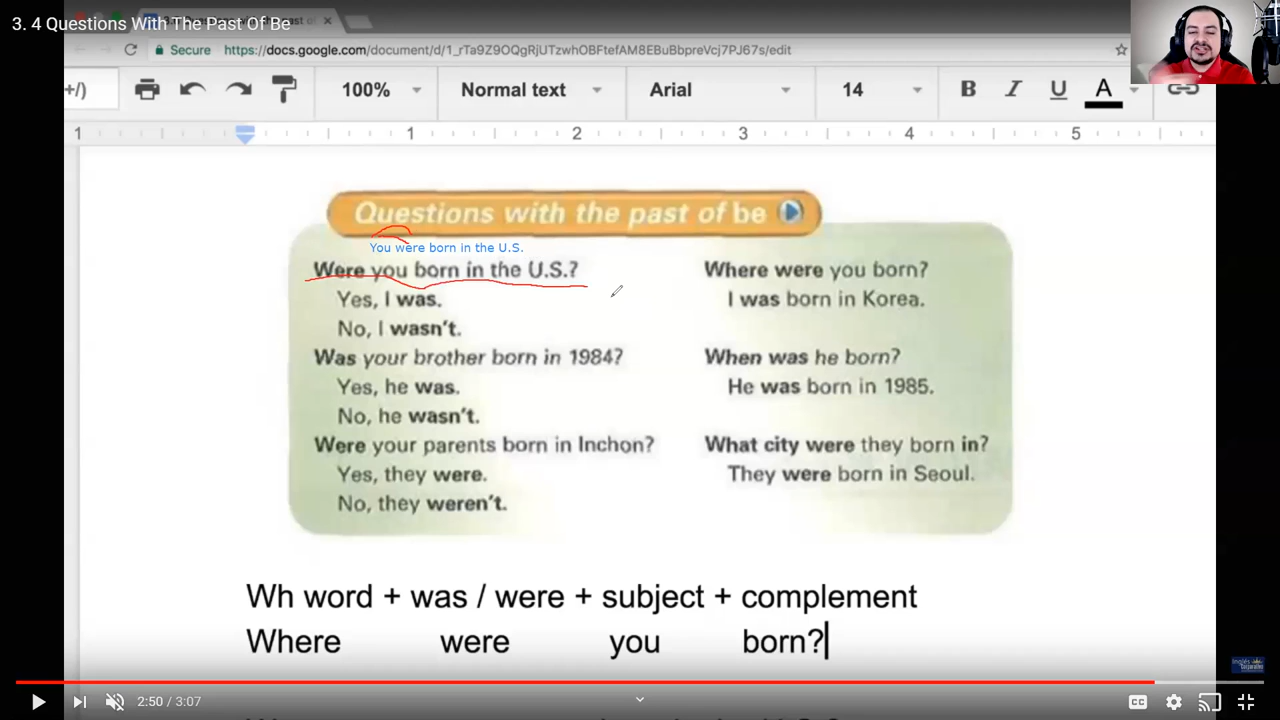 3. 4 Questions With The Past Of Be
Secure https://docs.google.com/document/d/1_rTa9Z9OQgRjUTzwhOBFtefAM8EBuBbpreVcj7PJ67s/edit
+/) 100% Normal text Arial 14 B I U A
1 1 2 3 4 5
Questions with the past of be
You were born in the U.S.
Were you born in the U.S.?
Yes, I was.
No, I wasn't.
Was your brother born in 1984?
Yes, he was.
No, he wasn't.
Were your parents born in Inchon?
Yes, they were.
No, they weren't.
Where were you born?
I was born in Korea.
When was he born?
He was born in 1985.
What city were they born in?
They were born in Seoul.
Wh word + was / were + subject + complement
Where were you born?
Inglés
Corporativo
2:50 / 3:07
CC